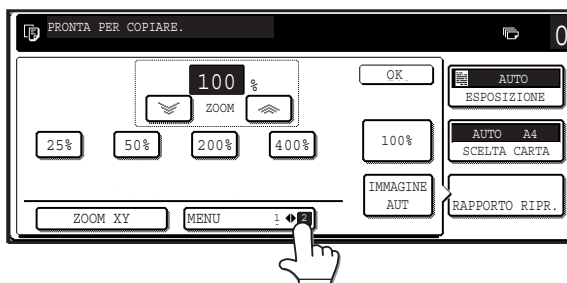 PRONTA PER COPIARE.
0
100 %
ZOOM
25%
50%
200%
400%
ZOOM XY
MENU 1 2
OK
100%
IMMAGINE
AUT
AUTO
ESPOSIZIONE
AUTO A4
SCELTA CARTA
RAPPORTO RIPR.